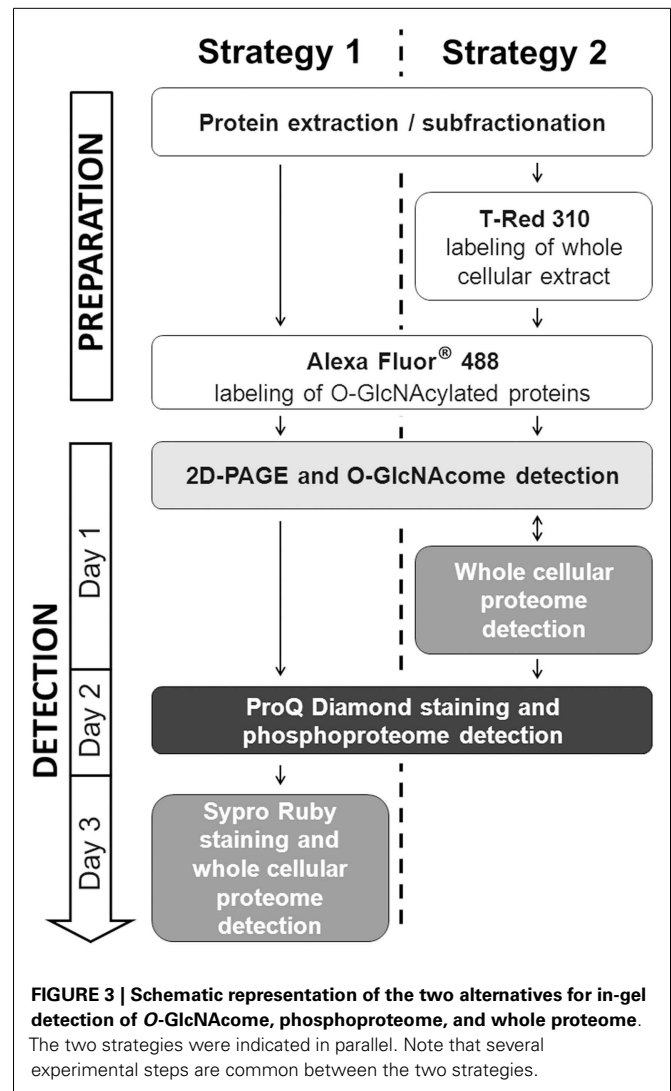 Strategy 1 Strategy 2
PREPARATION
Protein extraction / subfractionation
T-Red 310
labeling of whole
cellular extract
Alexa Fluor® 488
labeling of O-GlcNAcylated proteins
DETECTION
Day 1
2D-PAGE and O-GlcNAcome detection
Whole cellular
proteome
detection
Day 2
ProQ Diamond staining and
phosphoproteome detection
Day 3
Sypro Ruby
staining and
whole cellular
proteome
detection
FIGURE 3 | Schematic representation of the two alternatives for in-gel
detection of O-GlcNAcome, phosphoproteome, and whole proteome.
The two strategies were indicated in parallel. Note that several
experimental steps are common between the two strategies.